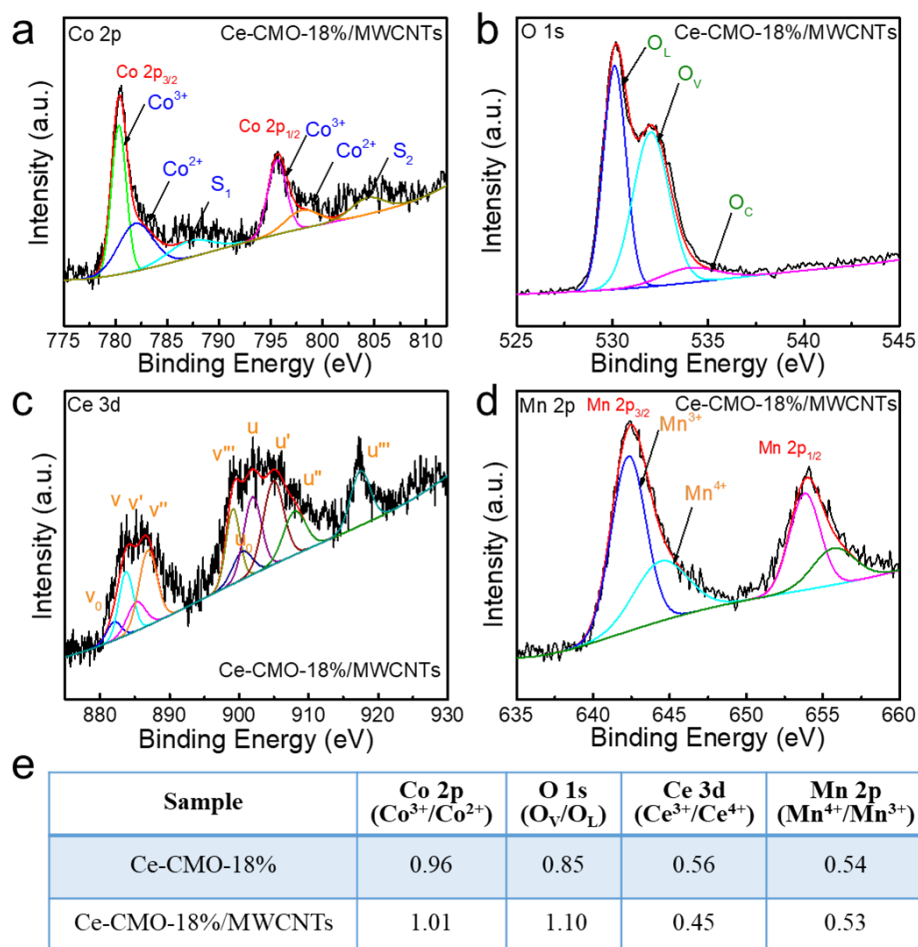 a
Co 2p
Ce-CMO-18%/MWCNTs
Co 2p3/2
Co3+
Co2+
S1
Co 2p1/2
Co3+
Co2+
S2
Intensity (a.u.)
775 780 785 790 795 800 805 810
Binding Energy (eV)
b
O 1s
Ce-CMO-18%/MWCNTs
OL
OV
OC
Intensity (a.u.)
525 530 535 540 545
Binding Energy (eV)
c
Ce 3d
v0
v
v'
v''
v'''
u0
u
u'
u''
u'''
Ce-CMO-18%/MWCNTs
Intensity (a.u.)
880 890 900 910 920 930
Binding Energy (eV)
d
Mn 2p
Ce-CMO-18%/MWCNTs
Mn 2p3/2
Mn3+
Mn4+
Mn 2p1/2
Intensity (a.u.)
635 640 645 650 655 660
Binding Energy (eV)
e
Sample Co 2p (Co3+/Co2+) O 1s (OV/OL) Ce 3d (Ce3+/Ce4+) Mn 2p (Mn4+/Mn3+)
Ce-CMO-18% 0.96 0.85 0.56 0.54
Ce-CMO-18%/MWCNTs 1.01 1.10 0.45 0.53